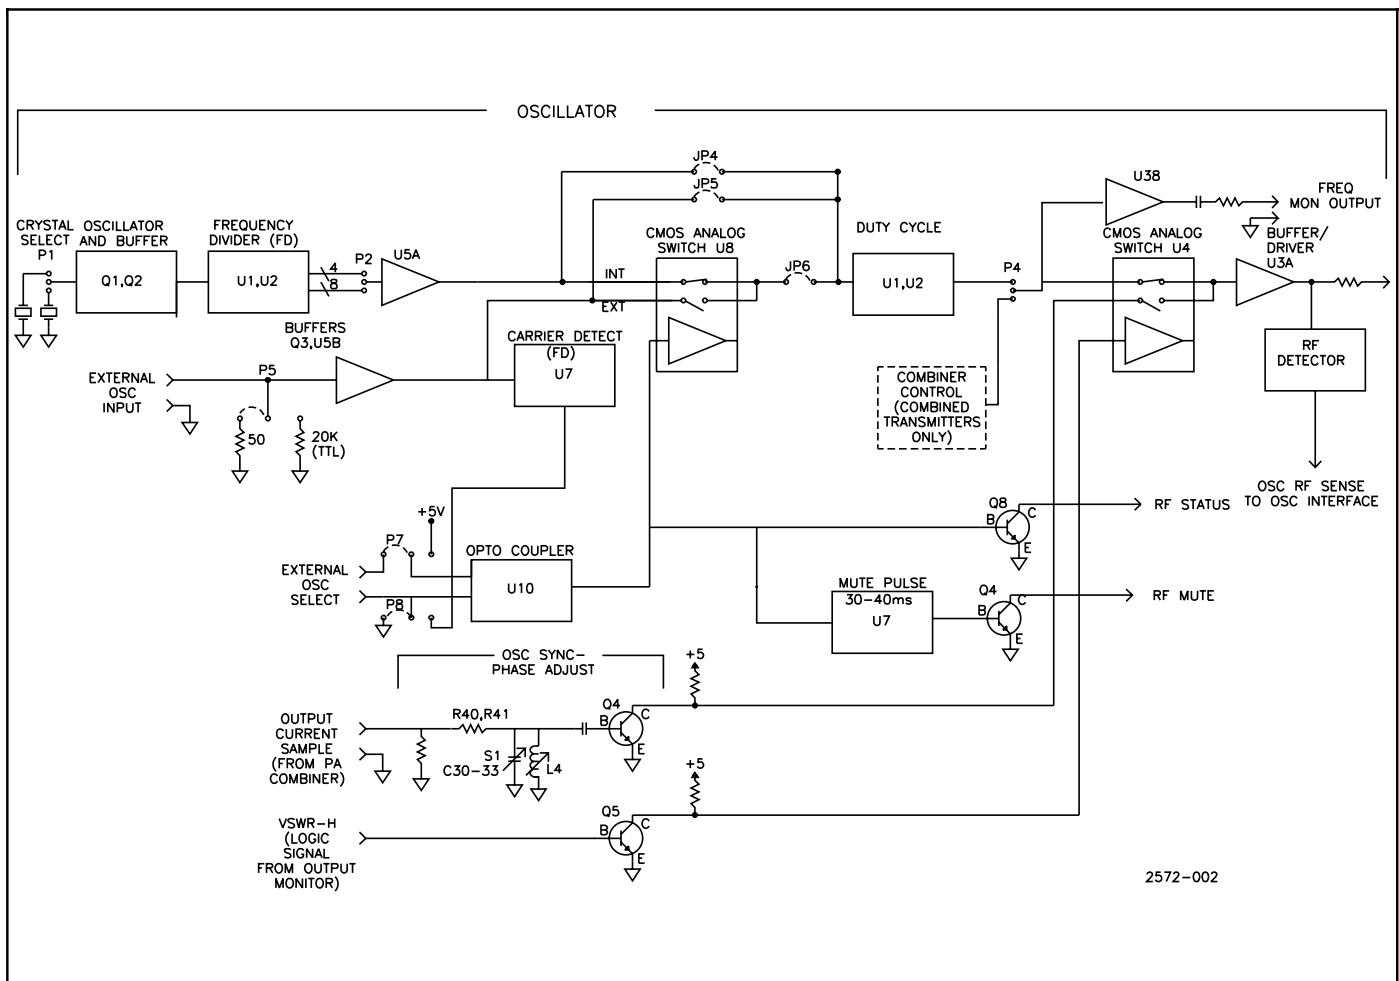 OSCILLATOR
JP4
JP5
CRYSTAL
SELECT
P1
OSCILLATOR
AND BUFFER
Q1,Q2
FREQUENCY
DIVIDER (FD)
U1,U2
4
8
P2
U5A
INT
EXT
CMOS ANALOG
SWITCH U8
JP6
DUTY CYCLE
U1,U2
P4
U38
FREQ
MON OUTPUT
CMOS ANALOG
SWITCH U4
BUFFER/
DRIVER
U3A
RF
DETECTOR
OSC RF SENSE
TO OSC INTERFACE
BUFFERS
Q3,U5B
CARRIER DETECT
(FD)
U7
EXTERNAL
OSC
INPUT
P5
50
20K
(TTL)
COMBINER
CONTROL
(COMBINED
TRANSMITTERS
ONLY)
+5V
P7
P8
EXTERNAL
OSC
SELECT
OPTO COUPLER
U10
Q8
B
C
E
RF STATUS
MUTE PULSE
30-40ms
U7
Q4
B
C
E
RF MUTE
OSC SYNC-
PHASE ADJUST
OUTPUT
CURRENT
SAMPLE
(FROM PA
COMBINER)
R40,R41
S1
C30-33
L4
Q4
B
C
E
+5
VSWR-H
(LOGIC
SIGNAL
FROM OUTPUT
MONITOR)
Q5
B
C
E
+5
2572-002